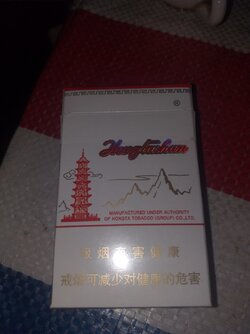 ®
Hongtashan
MANUFACTURED UNDER AUTHORITY
OF HONGTA TOBACCO (GROUP) CO., LTD.
吸烟有害健康
戒烟可减少对健康的危害